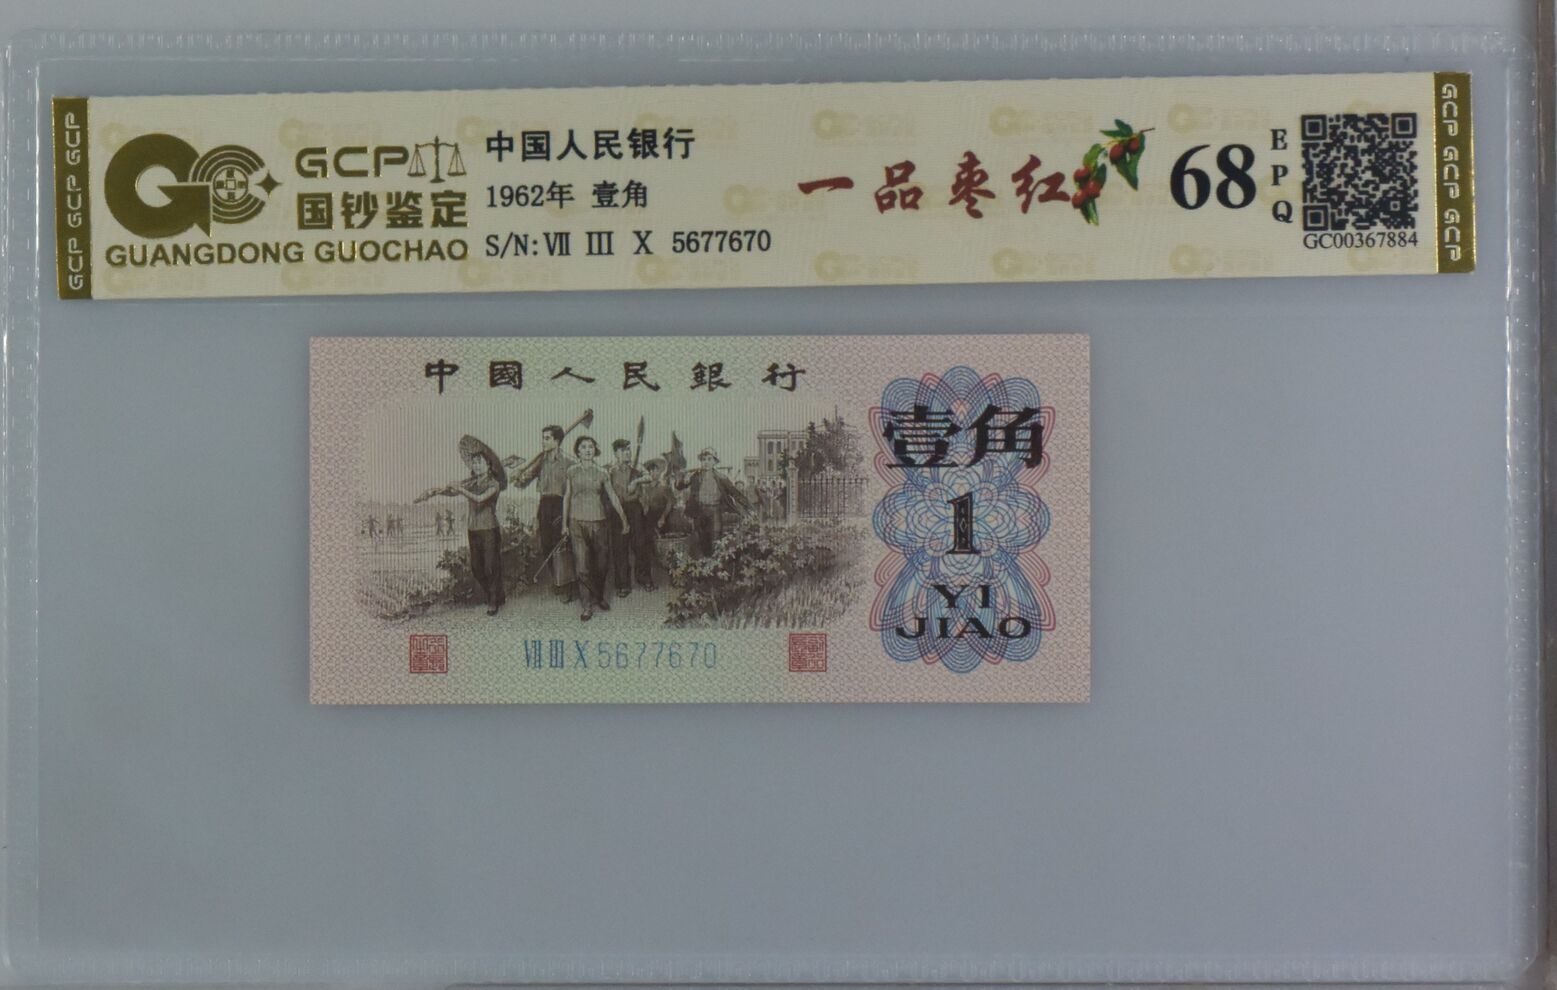 GCP GCP GCP
GCP
国钞鉴定
GUANGDONG GUOCHAO
中国人民银行
1962年 壹角
S/N: Ⅶ Ⅲ Ⅹ 5677670
一品枣红
68
EPQ
GC00367884
GCP GCP GCP
中國人民銀行
壹角
1
YI
JIAO
Ⅶ Ⅲ Ⅹ 5677670